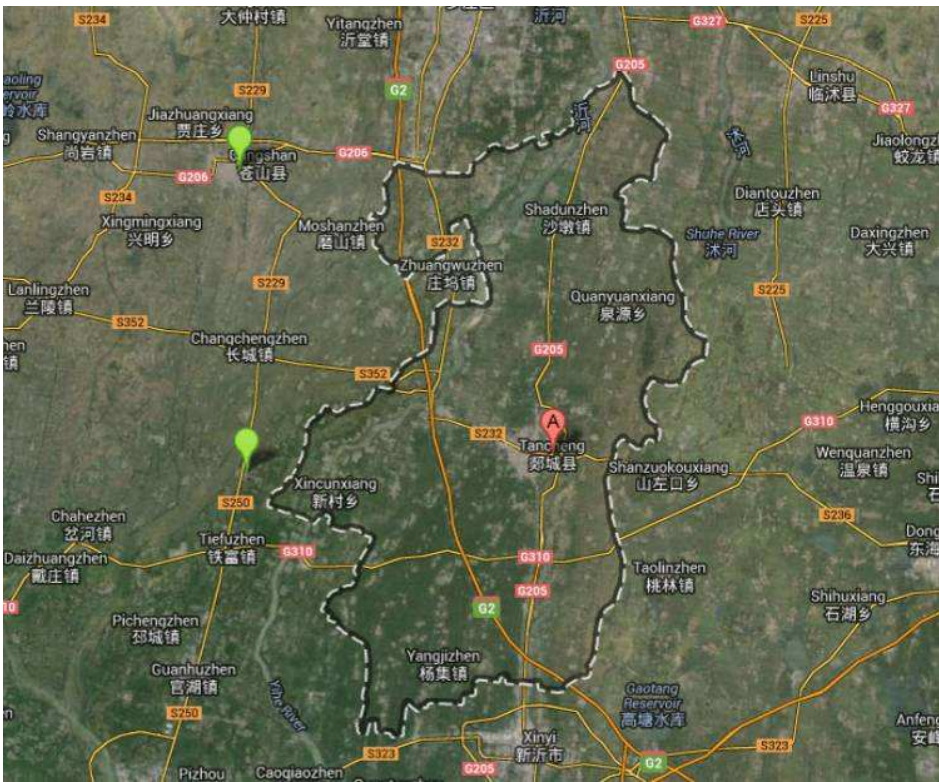 S234
大仲村镇
Yitangzhen
沂堂镇
沂河
G327
S225
G205
Linshu
临沭县
G327
S229
G2
沂河
Jiazhuangxiang
贾庄乡
Shangyanzhen
尚岩镇
G206
苍山县
G206
S234
沭河
Jiaolongz
蛟龙镇
Diantouzhen
店头镇
Xingmingxiang
兴明乡
Moshanzhen
磨山镇
S232
Shadunzhen
沙墩镇
Shuhe River
沭河
Daxingzhen
大兴镇
Zhuangwuzhen
庄坞镇
S229
Lanlingzhen
兰陵镇
S225
Quanyuanxiang
泉源乡
S352
Changchengzhen
长城镇
G205
S352
A
Tancheng
郯城县
S232
G310
Henggouxia
横沟乡
Wenquanzhen
温泉镇
Shanzuokouxiang
山左口乡
Xincunxiang
新村乡
S250
S236
Chahezhen
岔河镇
Daizhuangzhen
戴庄镇
Tiefuzhen
铁富镇
G310
G310
Dong
东海
Taolinzhen
桃林镇
G205
G2
Shihuxiang
石湖乡
Pichengzhen
邳城镇
Guanhuzhen
官湖镇
Yangjizhen
杨集镇
Yihe River
Gaotang
Reservoir
高塘水库
S250
Xinyi
新沂市
Anfeng
安峰
S323
S323
G205
G2
Pizhou
Caoqiaozhen